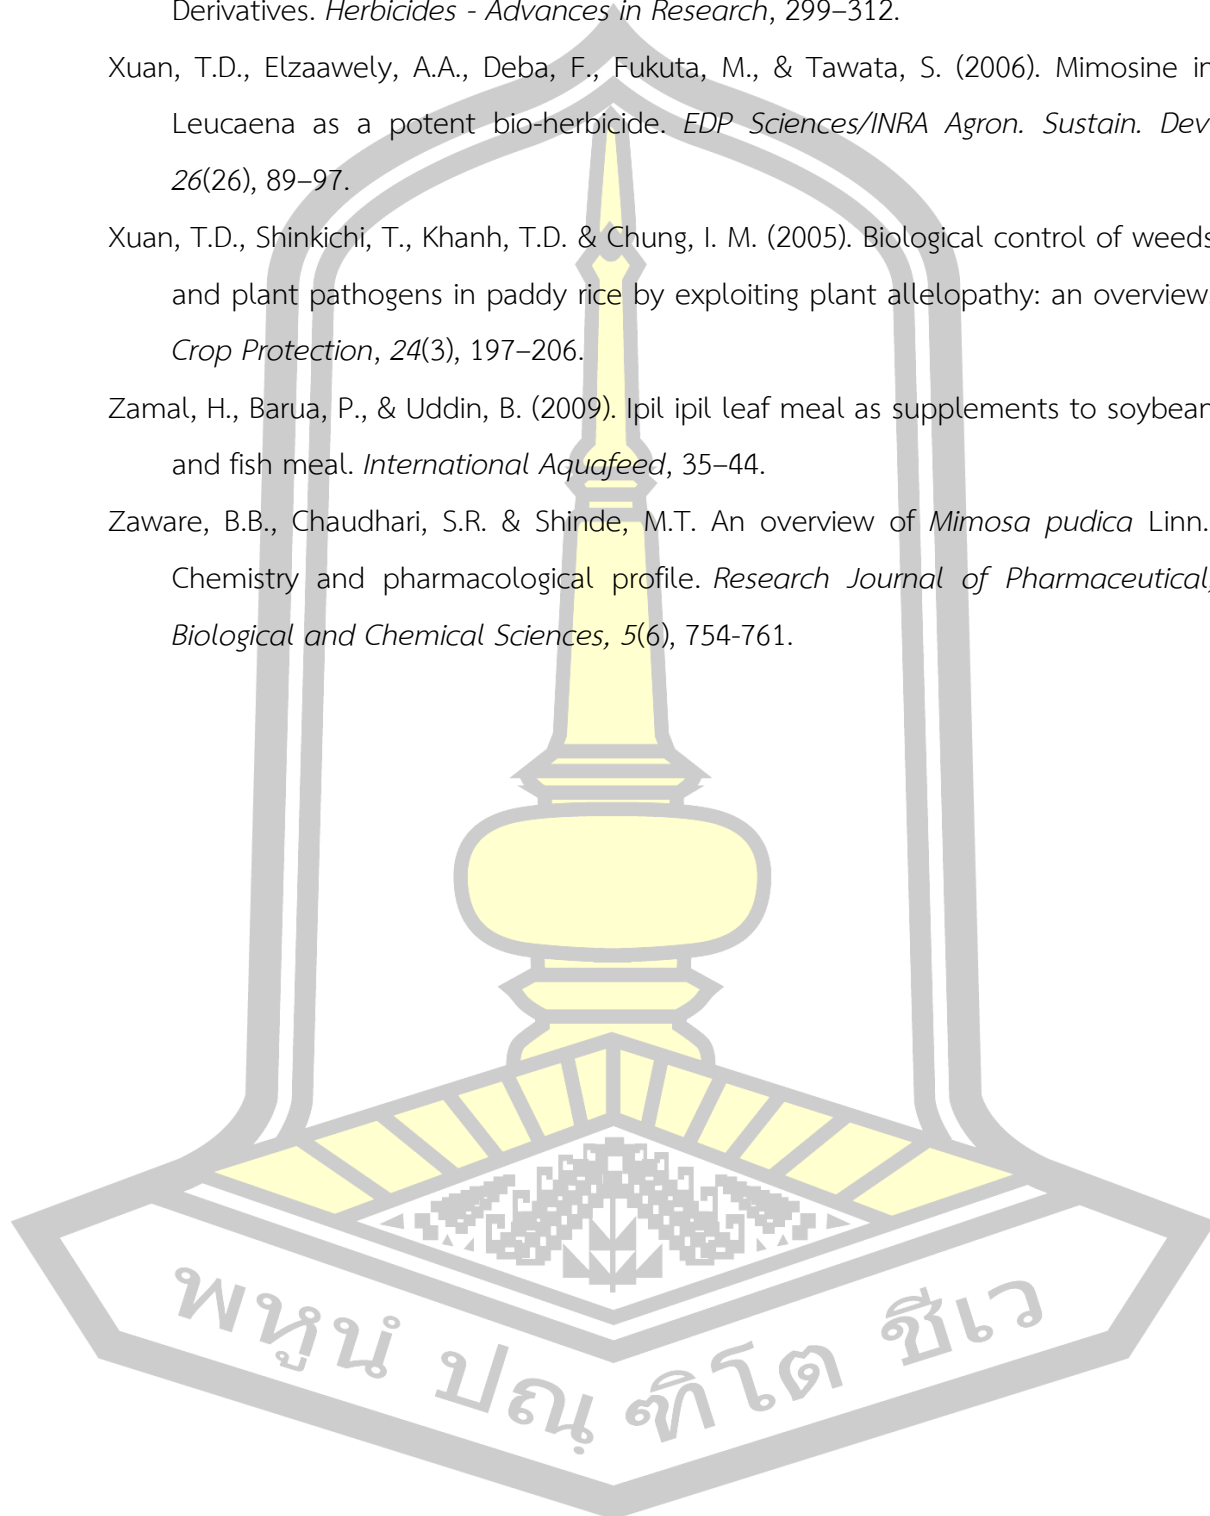 Derivatives. Herbicides - Advances in Research, 299–312.
Xuan, T.D., Elzaawely, A.A., Deba, F., Fukuta, M., & Tawata, S. (2006). Mimosine in
Leucaena as a potent bio-herbicide. EDP Sciences/INRA Agron. Sustain. Dev
26(26), 89–97.
Xuan, T.D., Shinkichi, T., Khanh, T.D. & Chung, I. M. (2005). Biological control of weeds
and plant pathogens in paddy rice by exploiting plant allelopathy: an overview.
Crop Protection, 24(3), 197–206.
Zamal, H., Barua, P., & Uddin, B. (2009). Ipil ipil leaf meal as supplements to soybean
and fish meal. International Aquafeed, 35–44.
Zaware, B.B., Chaudhari, S.R. & Shinde, M.T. An overview of Mimosa pudica Linn.
Chemistry and pharmacological profile. Research Journal of Pharmaceutical,
Biological and Chemical Sciences, 5(6), 754-761.
พหูนํ ปณฺฑิโต ชีเว